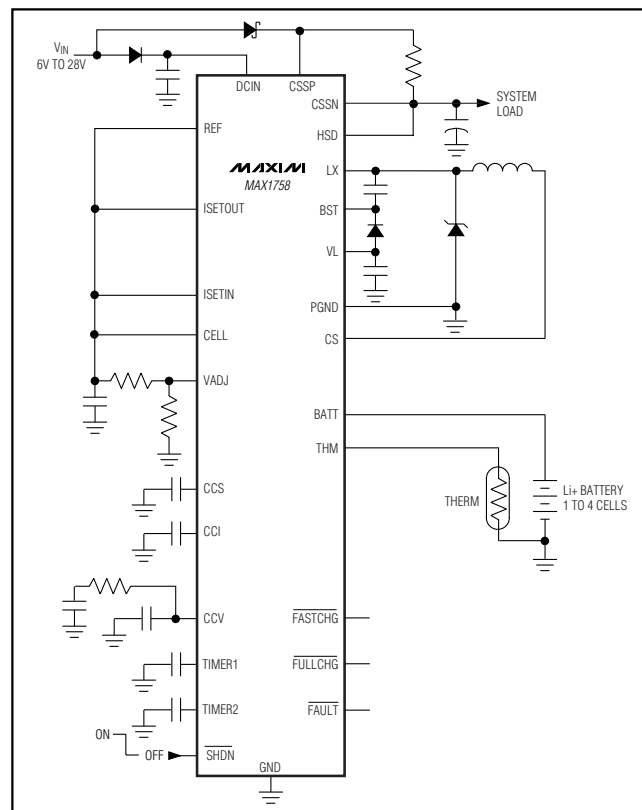 VIN
6V TO 28V
DCIN
CSSP
CSSN
SYSTEM
LOAD
HSD
REF
MAXIM
MAX1758
LX
ISETOUT
BST
VL
ISETIN
PGND
CELL
CS
VADJ
BATT
THM
THERM
Li+ BATTERY
1 TO 4 CELLS
CCS
CCI
CCV
FASTCHG
TIMER1
FULLCHG
TIMER2
FAULT
ON
OFF
SHDN
GND